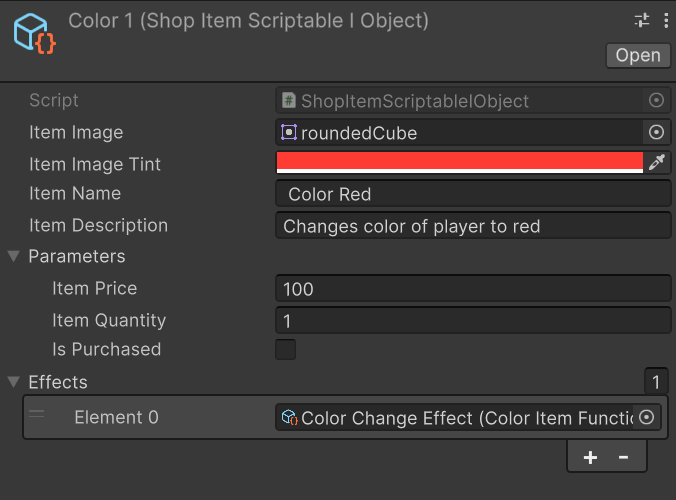 Color 1 (Shop Item Scriptable I Object)
Open
Script
ShopItemScriptableIObject
Item Image
roundedCube
Item Image Tint
Item Name
Color Red
Item Description
Changes color of player to red
Parameters
Item Price
100
Item Quantity
1
Is Purchased
Effects
1
Element 0
Color Change Effect (Color Item Functio
+ -